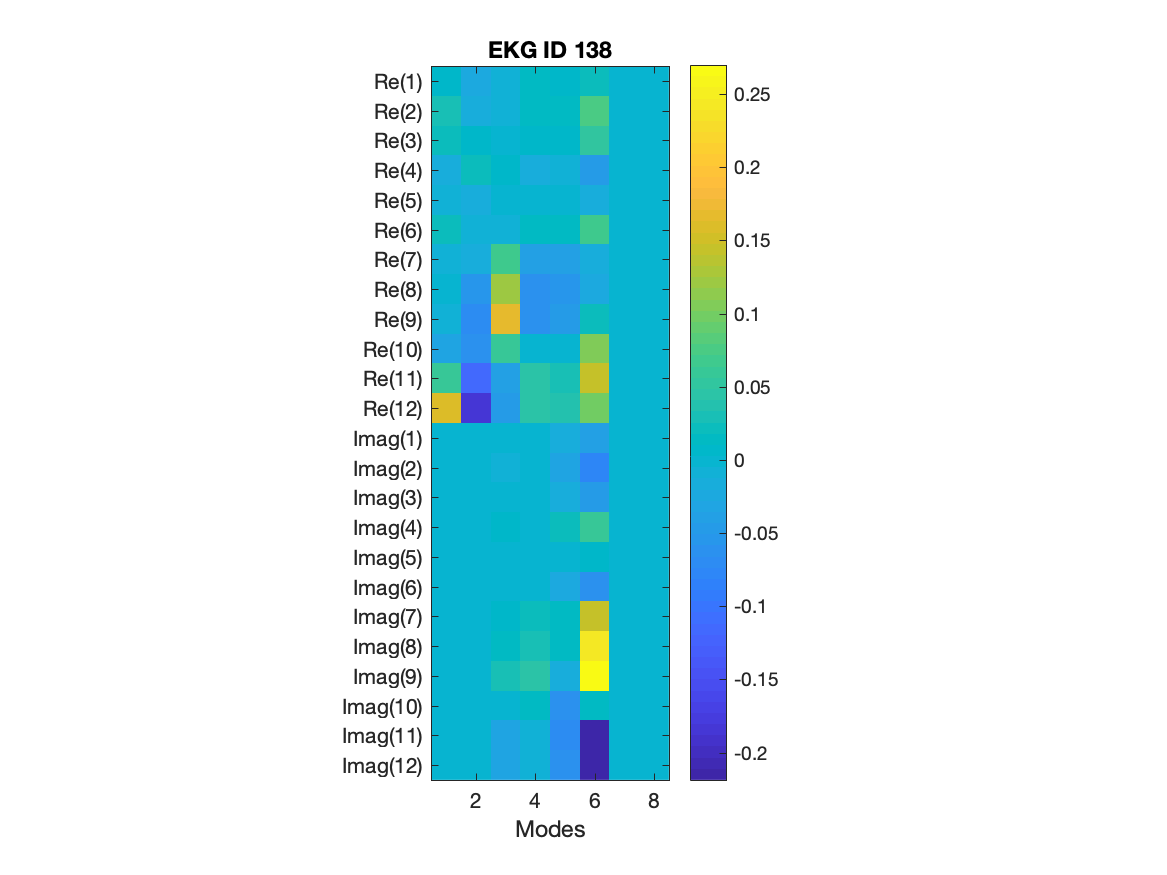 EKG ID 138
Re(1)
Re(2)
Re(3)
Re(4)
Re(5)
Re(6)
Re(7)
Re(8)
Re(9)
Re(10)
Re(11)
Re(12)
Imag(1)
Imag(2)
Imag(3)
Imag(4)
Imag(5)
Imag(6)
Imag(7)
Imag(8)
Imag(9)
Imag(10)
Imag(11)
Imag(12)
2 4 6 8
Modes
0.25
0.2
0.15
0.1
0.05
0
-0.05
-0.1
-0.15
-0.2